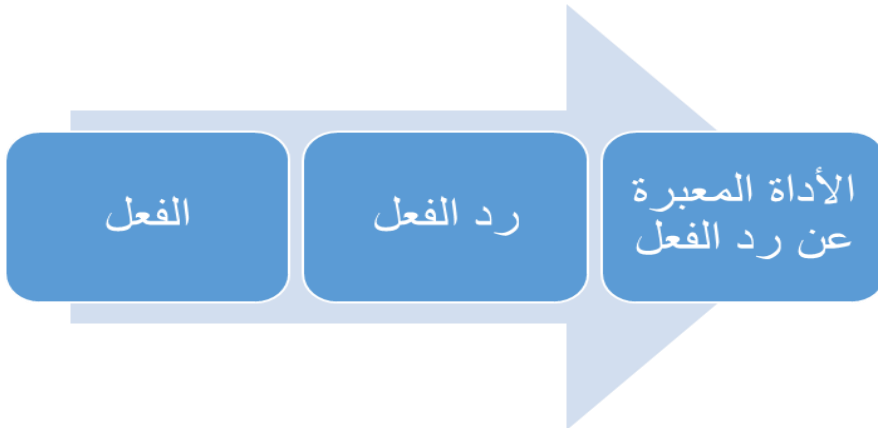 الفعل
رد الفعل
الأداة المعبرة
عن رد الفعل